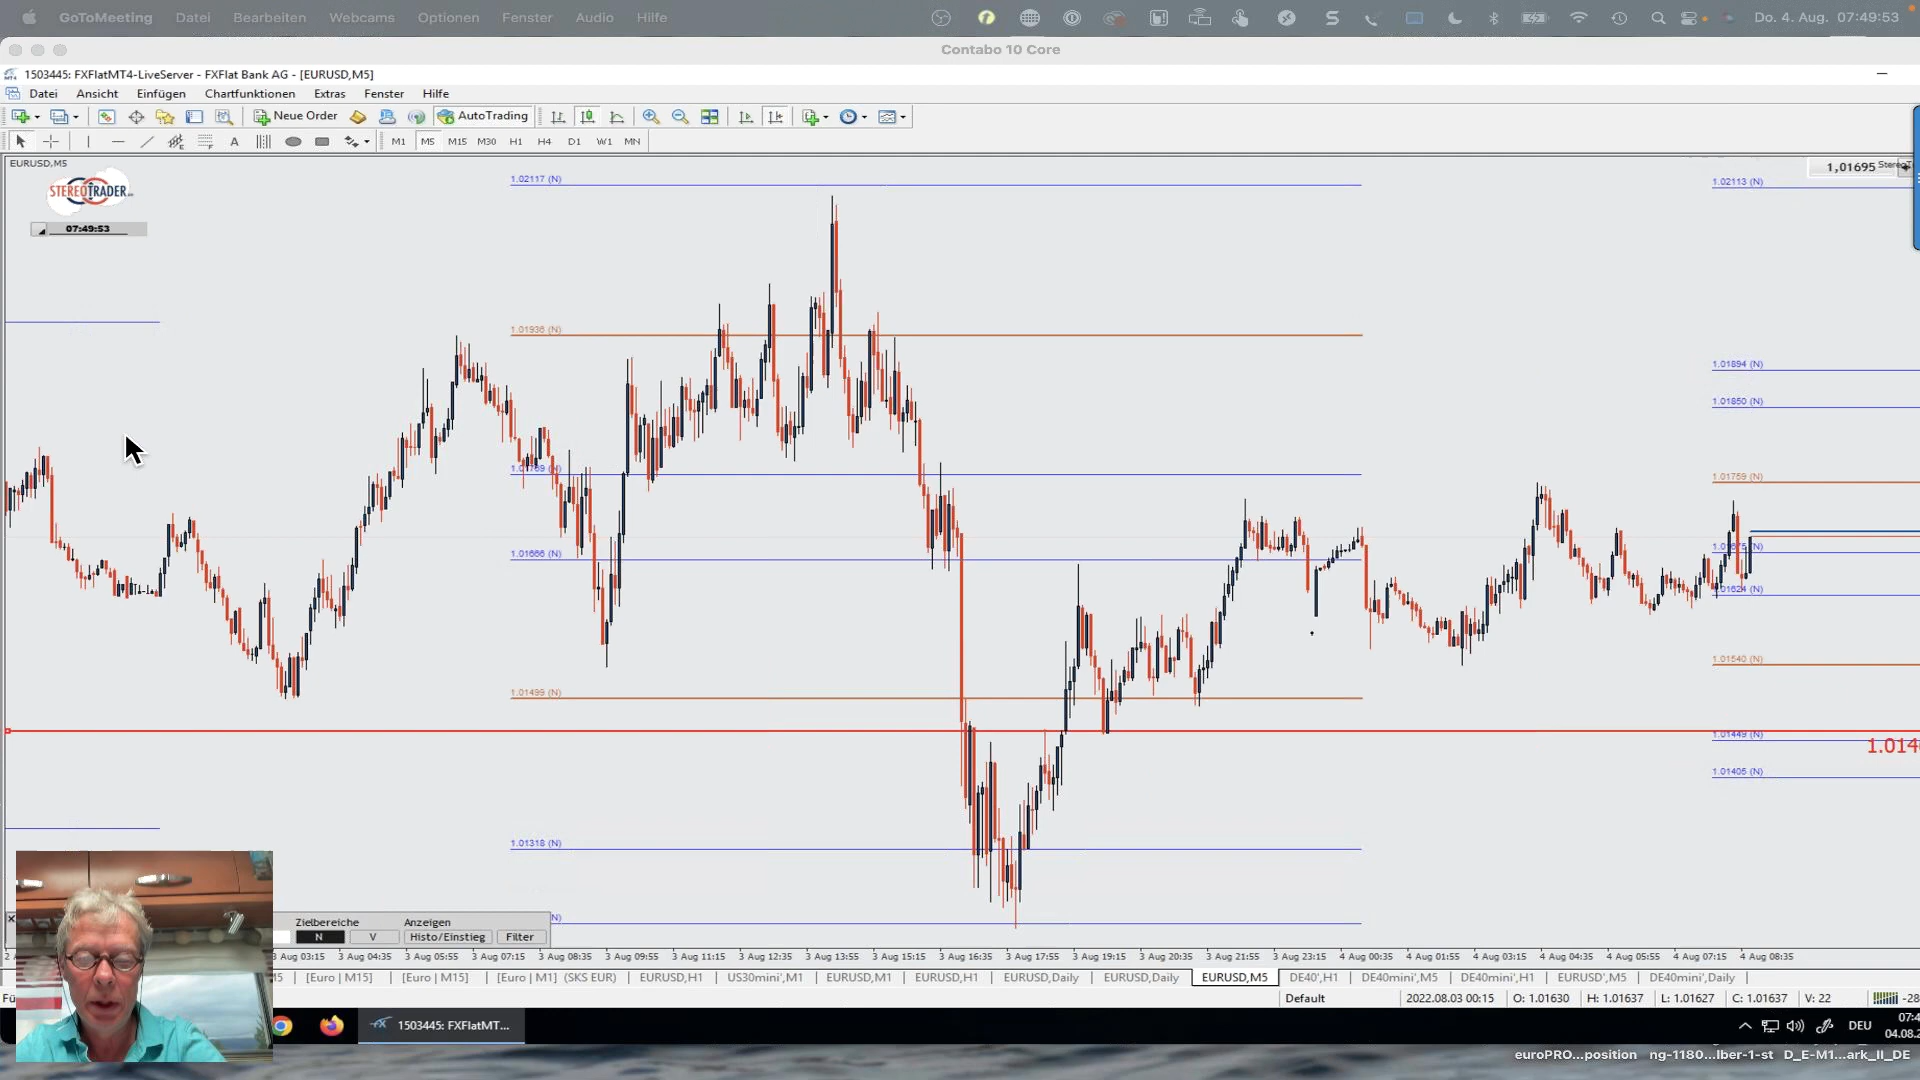 GoToMeeting Datei Bearbeiten Webcams Optionen Fenster Audio Hilfe Do. 4. Aug. 07:49:53
Contabo 10 Core
1503445: FXFlatMT4-LiveServer - FXFlat Bank AG - [EURUSD,M5]
Datei Ansicht Einfügen Chartfunktionen Extras Fenster Hilfe
Neue Order AutoTrading
A M1 M5 M15 M30 H1 H4 D1 W1 MN
EURUSD,M5
STEREOTRADER
07:49:53
1,01695
1.02117 (N)
1.02113 (N)
1.01936 (N)
1.01894 (N)
1.01850 (N)
1.01759 (N)
1.01686 (N)
1.01624 (N)
1.01540 (N)
1.01499 (N)
1.01449 (N)
1.014
1.01405 (N)
1.01318 (N)
N)
Zielbereiche Anzeigen
N V Histo/Einstieg Filter
3 Aug 03:15 3 Aug 04:35 3 Aug 05:55 3 Aug 07:15 3 Aug 08:35 3 Aug 09:55 3 Aug 11:15 3 Aug 12:35 3 Aug 13:55 3 Aug 15:15 3 Aug 16:35 3 Aug 17:55 3 Aug 19:15 3 Aug 20:35 3 Aug 21:55 3 Aug 23:15 4 Aug 00:35 4 Aug 01:55 4 Aug 03:15 4 Aug 04:35 4 Aug 05:55 4 Aug 07:15 4 Aug 08:35
[Euro | M15] [Euro | M15] [Euro | M1] (SKS EUR) EURUSD,H1 US30mini',M1 EURUSD,M1 EURUSD,H1 EURUSD,Daily EURUSD,Daily EURUSD,M5 DE40',H1 DE40mini',M5 DE40mini',H1 EURUSD',M5 DE40mini',Daily
Default 2022.08.03 00:15 O: 1.01630 H: 1.01637 L: 1.01627 C: 1.01637 V: 22
1503445: FXFlatMT... DEU
euroPRO...position ng-1180...lber-1-st D_E-M1...ark_II_DE